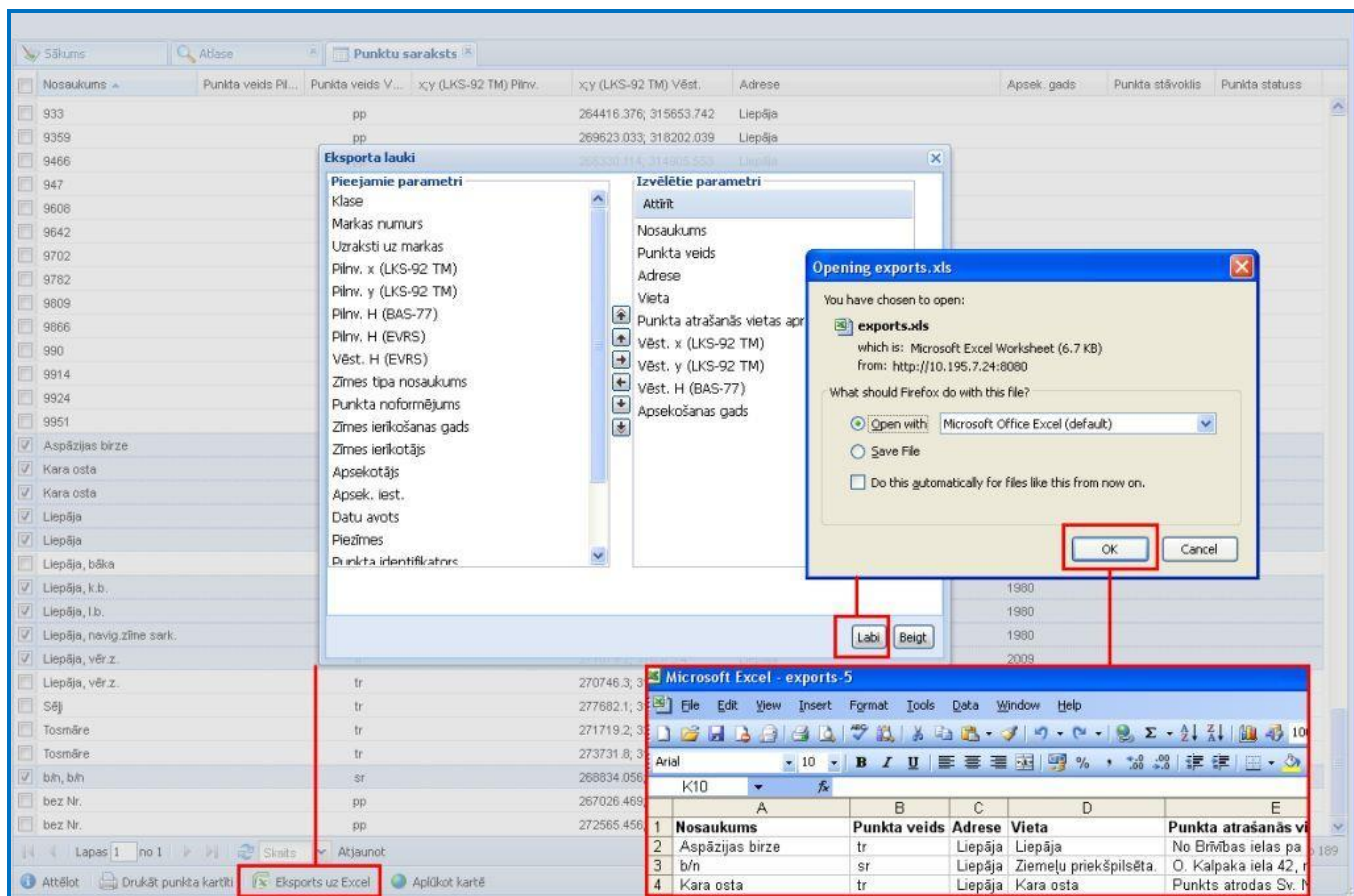 Sākums Atlase Punktu saraksts
Nosaukums Punkta veids Pil... Punkta veids V... x;y (LKS-92 TM) Pilnv. x;y (LKS-92 TM) Vēst. Adrese Apsek. gads Punkta stāvoklis Punkta statuss
933 pp 264416.376; 315653.742 Liepāja
9359 pp 269623.033; 318202.039 Liepāja
9466
947
9608
9642
9702
9782
9809
9866
990
9914
9924
9951
Aspāzijas birze
Kara osta
Kara osta
Liepāja
Liepāja
Liepāja, bāka
Liepāja, k.b. 1980
Liepāja, l.b. 1980
Liepāja, navig.zīme sark. 1980
Liepāja, vēr.z. 2009
Liepāja, vēr.z. tr 270746.3; 3
Sēļi tr 277682.1; 3
Tosmāre tr 271719.2; 3
Tosmāre tr 273731.8; 3
b/n, b/n sr 268834.056
bez Nr. pp 267026.469
bez Nr. pp 272565.456
Lapas 1 no 1 Skaits Atjaunot 189
Attēlot Drukāt punkta kartīti Eksports uz Excel Aplūkot kartē
Eksporta lauki
Pieejamie parametri
Klase
Markas numurs
Uzraksti uz markas
Pilnv. x (LKS-92 TM)
Pilnv. y (LKS-92 TM)
Pilnv. H (BAS-77)
Pilnv. H (EVRS)
Vēst. H (EVRS)
Zīmes tipa nosaukums
Punkta noformējums
Zīmes ierīkošanas gads
Zīmes ierīkotājs
Apsekotājs
Apsek. iest.
Datu avots
Piezīmes
Punkta identifikators
Izvēlētie parametri
Attīrīt
Nosaukums
Punkta veids
Adrese
Vieta
Punkta atrašanās vietas apr
Vēst. x (LKS-92 TM)
Vēst. y (LKS-92 TM)
Vēst. H (BAS-77)
Apsekošanas gads
Labi Beigt
Opening exports.xls
You have chosen to open:
exports.xls
which is: Microsoft Excel Worksheet (6.7 KB)
from: http://10.195.7.24:8080
What should Firefox do with this file?
Open with Microsoft Office Excel (default)
Save File
Do this automatically for files like this from now on.
OK Cancel
Microsoft Excel - exports-5
File Edit View Insert Format Tools Data Window Help
Arial 10 B I U %
K10 fx
A B C D E
1 Nosaukums Punkta veids Adrese Vieta Punkta atrašanās vi
2 Aspāzijas birze tr Liepāja Liepāja No Brīvības ielas pa
3 b/n sr Liepāja Ziemeļu priekšpilsēta. O. Kalpaka iela 42, r
4 Kara osta tr Liepāja Kara osta Punkts atrodas Sv. N